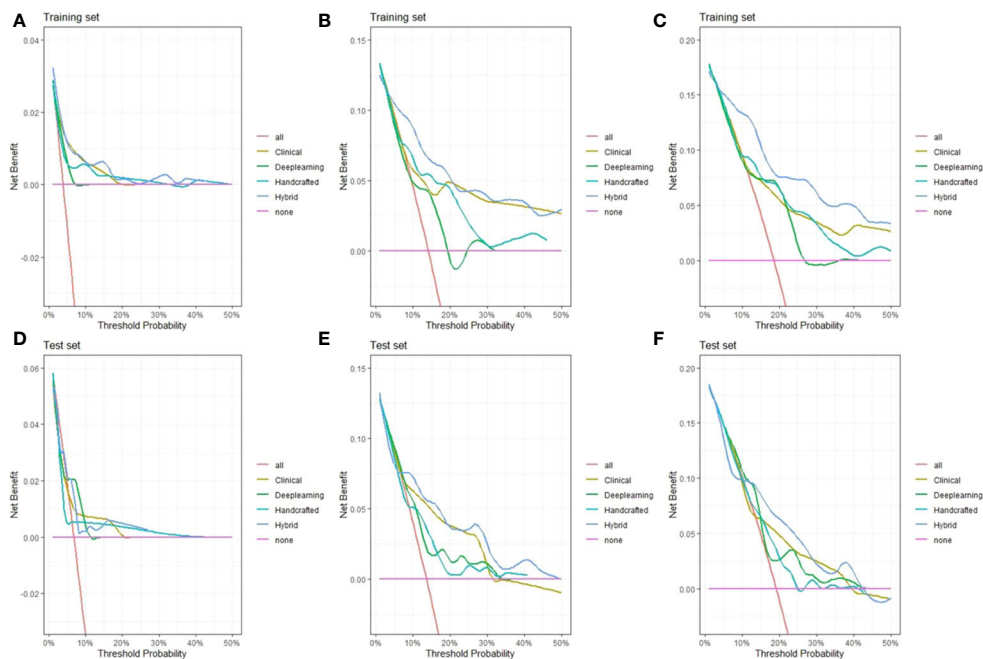 A
Training set
0.04
0.02
0.00
-0.02
Net Benefit
0% 10% 20% 30% 40% 50%
Threshold Probability
all
Clinical
Deeplearning
Handcrafted
Hybrid
none
B
Training set
0.15
0.10
0.05
0.00
Net Benefit
0% 10% 20% 30% 40% 50%
Threshold Probability
all
Clinical
Deeplearning
Handcrafted
Hybrid
none
C
Training set
0.20
0.15
0.10
0.05
0.00
Net Benefit
0% 10% 20% 30% 40% 50%
Threshold Probability
all
Clinical
Deeplearning
Handcrafted
Hybrid
none
D
Test set
0.06
0.04
0.02
0.00
-0.02
Net Benefit
0% 10% 20% 30% 40% 50%
Threshold Probability
all
Clinical
Deeplearning
Handcrafted
Hybrid
none
E
Test set
0.15
0.10
0.05
0.00
Net Benefit
0% 10% 20% 30% 40% 50%
Threshold Probability
all
Clinical
Deeplearning
Handcrafted
Hybrid
none
F
Test set
0.20
0.15
0.10
0.05
0.00
Net Benefit
0% 10% 20% 30% 40% 50%
Threshold Probability
all
Clinical
Deeplearning
Handcrafted
Hybrid
none